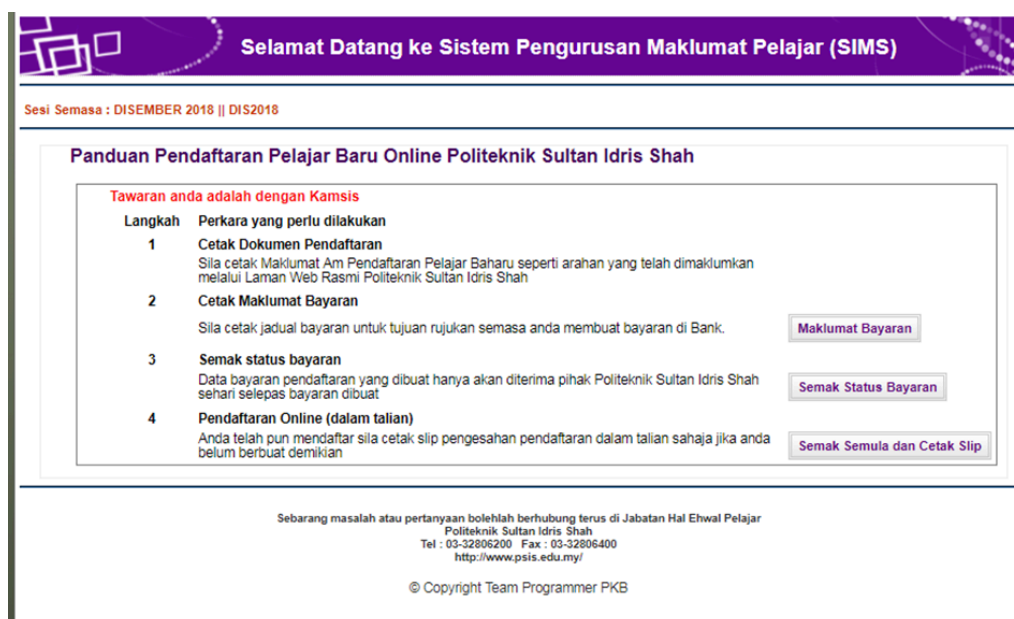 Selamat Datang ke Sistem Pengurusan Maklumat Pelajar (SIMS)
Sesi Semasa : DISEMBER 2018 || DIS2018
Panduan Pendaftaran Pelajar Baru Online Politeknik Sultan Idris Shah
Tawaran anda adalah dengan Kamsis
Langkah Perkara yang perlu dilakukan
1 Cetak Dokumen Pendaftaran
Sila cetak Maklumat Am Pendaftaran Pelajar Baharu seperti arahan yang telah dimaklumkan
melalui Laman Web Rasmi Politeknik Sultan Idris Shah
2 Cetak Maklumat Bayaran
Sila cetak jadual bayaran untuk tujuan rujukan semasa anda membuat bayaran di Bank. Maklumat Bayaran
3 Semak status bayaran
Data bayaran pendaftaran yang dibuat hanya akan diterima pihak Politeknik Sultan Idris Shah
sehari selepas bayaran dibuat Semak Status Bayaran
4 Pendaftaran Online (dalam talian)
Anda telah pun mendaftar sila cetak slip pengesahan pendaftaran dalam talian sahaja jika anda
belum berbuat demikian Semak Semula dan Cetak Slip
Sebarang masalah atau pertanyaan bolehlah berhubung terus di Jabatan Hal Ehwal Pelajar
Politeknik Sultan Idris Shah
Tel : 03-32806200 Fax : 03-32806400
http://www.psis.edu.my/
© Copyright Team Programmer PKB